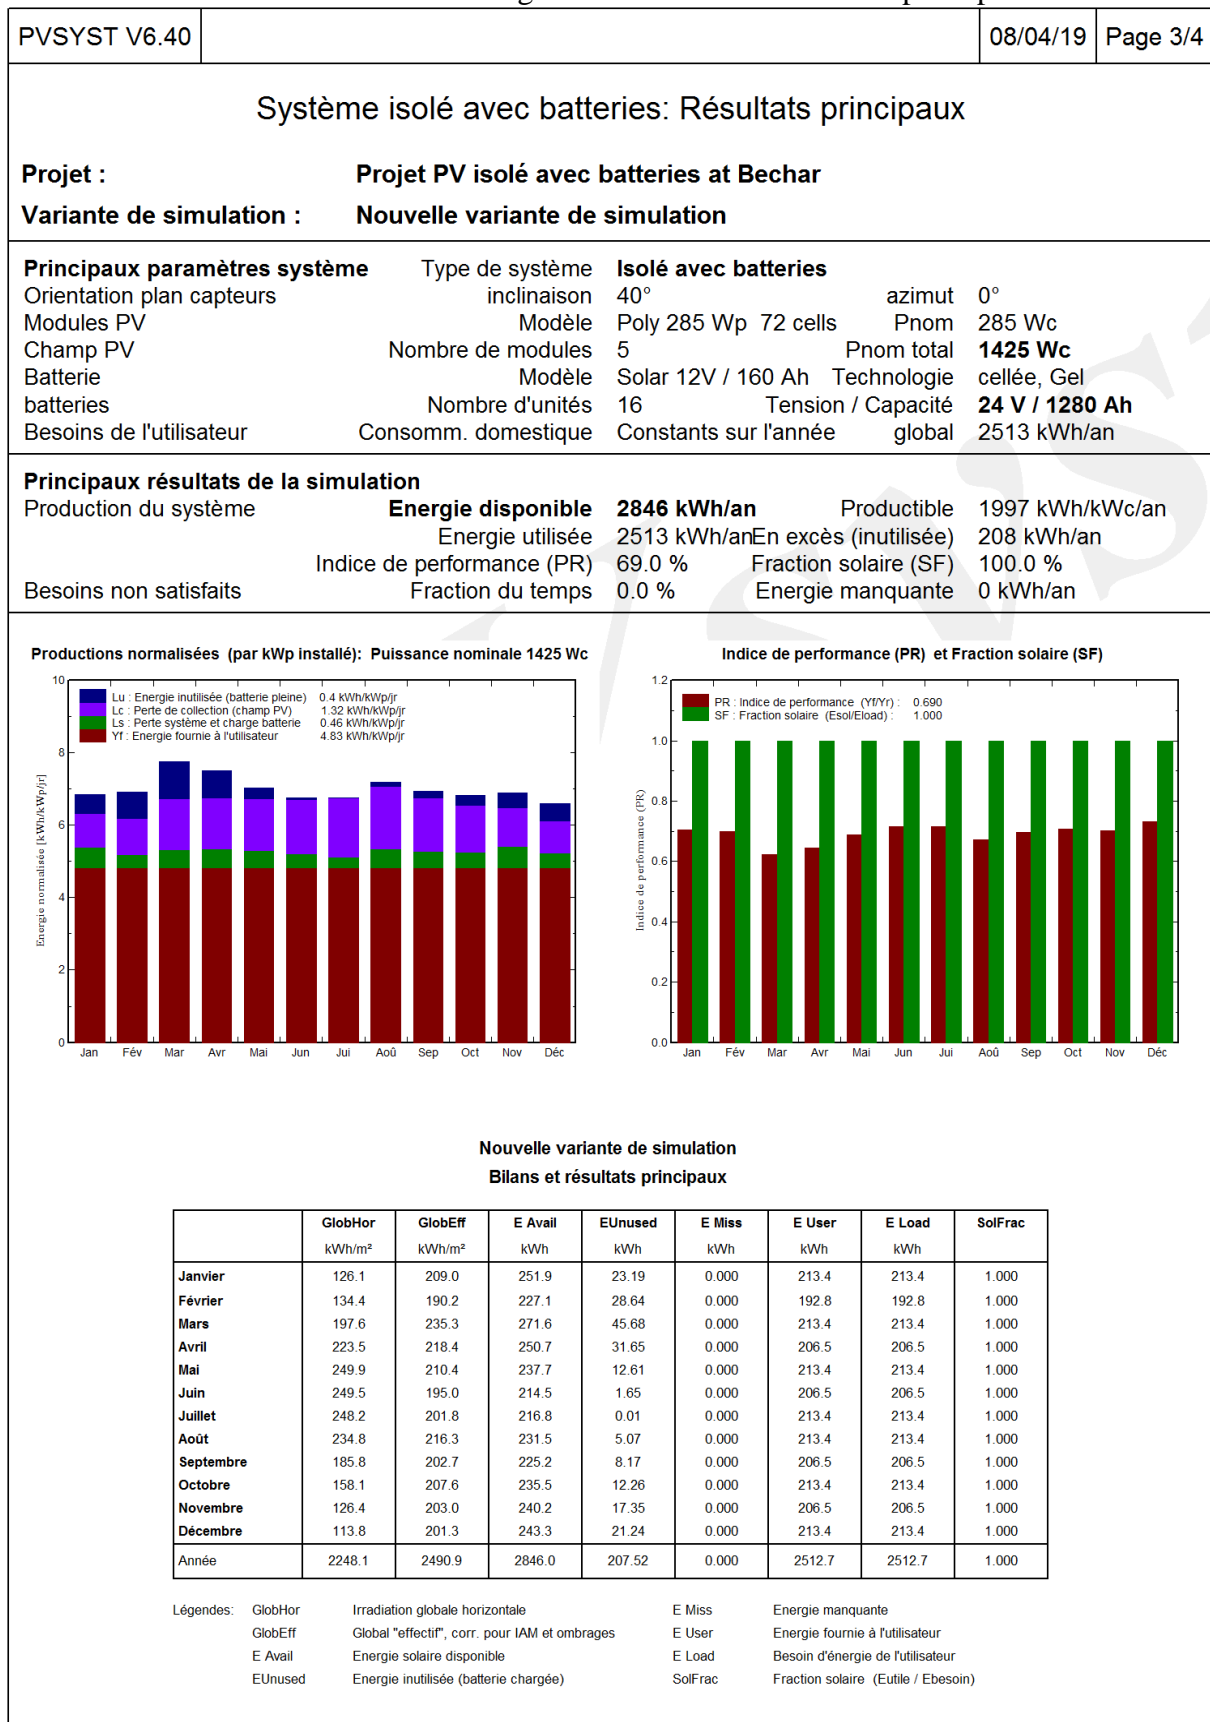 PVSYST V6.40 08/04/19 Page 3/4
Système isolé avec batteries: Résultats principaux
Projet : Projet PV isolé avec batteries at Bechar
Variante de simulation : Nouvelle variante de simulation
Principaux paramètres système Type de système Isolé avec batteries
Orientation plan capteurs inclinaison 40° azimut 0°
Modules PV Modèle Poly 285 Wp 72 cells Pnom 285 Wc
Champ PV Nombre de modules 5 Pnom total 1425 Wc
Batterie Modèle Solar 12V / 160 Ah Technologie cellée, Gel
batteries Nombre d'unités 16 Tension / Capacité 24 V / 1280 Ah
Besoins de l'utilisateur Consomm. domestique Constants sur l'année global 2513 kWh/an
Principaux résultats de la simulation
Production du système Energie disponible 2846 kWh/an Productible 1997 kWh/kWc/an
Energie utilisée 2513 kWh/an En excès (inutilisée) 208 kWh/an
Indice de performance (PR) 69.0 % Fraction solaire (SF) 100.0 %
Besoins non satisfaits Fraction du temps 0.0 % Energie manquante 0 kWh/an
Productions normalisées (par kWp installé): Puissance nominale 1425 Wc
10
Lu : Energie inutilisée (batterie pleine) 0.4 kWh/kWp/jr
Lc : Perte de collection (champ PV) 1.32 kWh/kWp/jr
Ls : Perte système et charge batterie 0.46 kWh/kWp/jr
Yf : Energie fournie à l'utilisateur 4.83 kWh/kWp/jr
8
6
4
2
0
Energie normalisée [kWh/kWp/jr]
Jan Fév Mar Avr Mai Jun Jui Aoû Sep Oct Nov Déc
Indice de performance (PR) et Fraction solaire (SF)
1.2
PR : Indice de performance (Yf/Yr) : 0.690
SF : Fraction solaire (Esol/Eload) : 1.000
1.0
0.8
0.6
0.4
0.2
0.0
Indice de performance (PR)
Jan Fév Mar Avr Mai Jun Jui Aoû Sep Oct Nov Déc
Nouvelle variante de simulation
Bilans et résultats principaux
GlobHor GlobEff E Avail EUnused E Miss E User E Load SolFrac
kWh/m² kWh/m² kWh kWh kWh kWh kWh
Janvier 126.1 209.0 251.9 23.19 0.000 213.4 213.4 1.000
Février 134.4 190.2 227.1 28.64 0.000 192.8 192.8 1.000
Mars 197.6 235.3 271.6 45.68 0.000 213.4 213.4 1.000
Avril 223.5 218.4 250.7 31.65 0.000 206.5 206.5 1.000
Mai 249.9 210.4 237.7 12.61 0.000 213.4 213.4 1.000
Juin 249.5 195.0 214.5 1.65 0.000 206.5 206.5 1.000
Juillet 248.2 201.8 216.8 0.01 0.000 213.4 213.4 1.000
Août 234.8 216.3 231.5 5.07 0.000 213.4 213.4 1.000
Septembre 185.8 202.7 225.2 8.17 0.000 206.5 206.5 1.000
Octobre 158.1 207.6 235.5 12.26 0.000 213.4 213.4 1.000
Novembre 126.4 203.0 240.2 17.35 0.000 206.5 206.5 1.000
Décembre 113.8 201.3 243.3 21.24 0.000 213.4 213.4 1.000
Année 2248.1 2490.9 2846.0 207.52 0.000 2512.7 2512.7 1.000
Légendes: GlobHor Irradiation globale horizontale E Miss Energie manquante
GlobEff Global "effectif", corr. pour IAM et ombrages E User Energie fournie à l'utilisateur
E Avail Energie solaire disponible E Load Besoin d'énergie de l'utilisateur
EUnused Energie inutilisée (batterie chargée) SolFrac Fraction solaire (Eutile / Ebesoin)